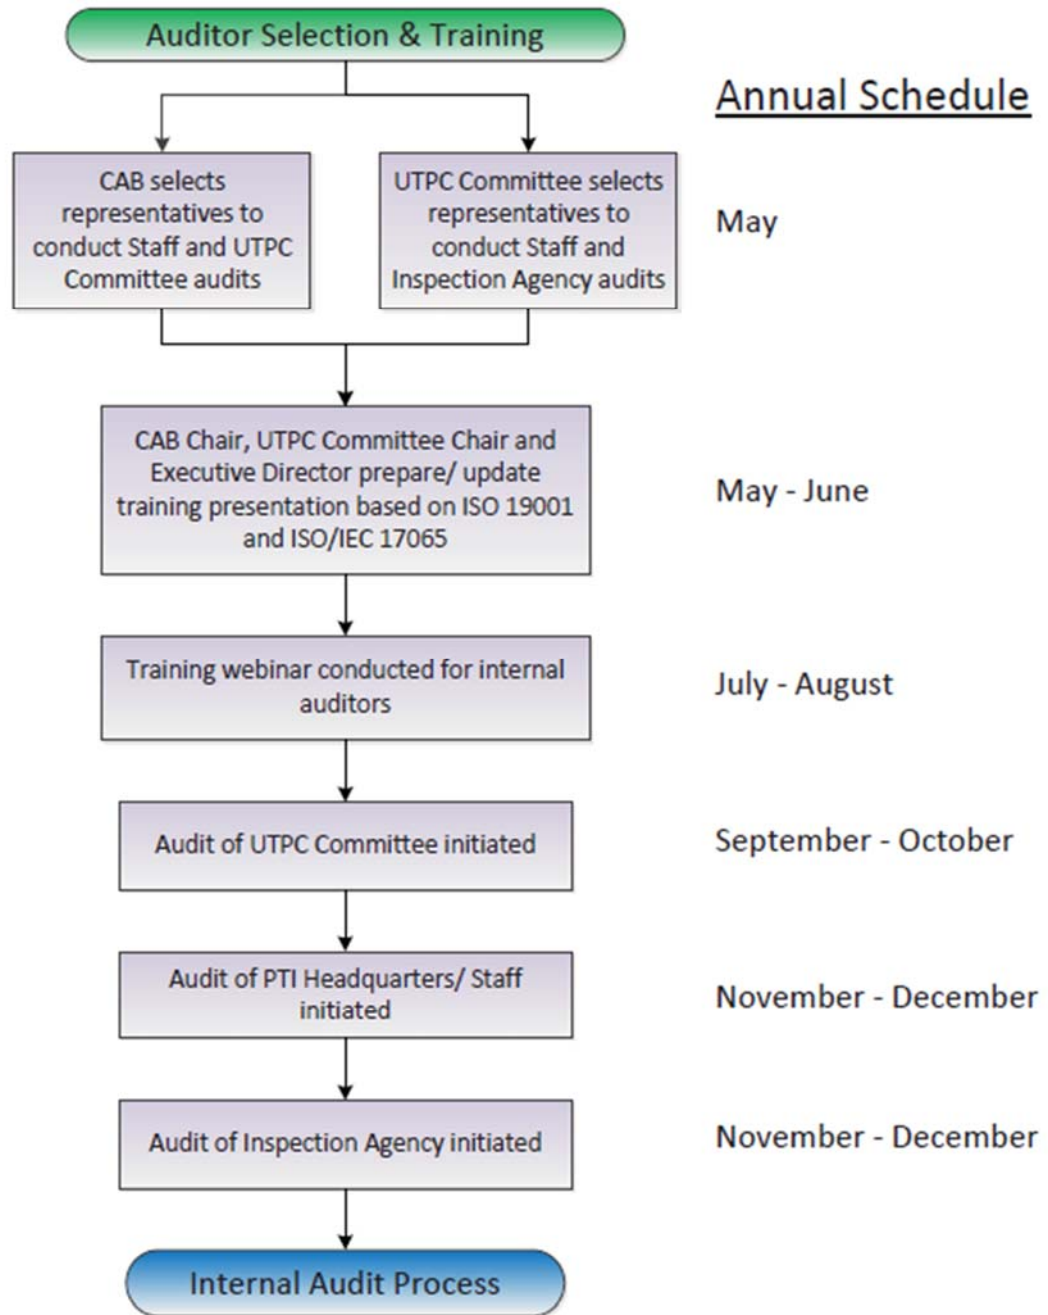 Auditor Selection & Training
Annual Schedule
CAB selects
representatives to
conduct Staff and UTPC
Committee audits
UTPC Committee selects
representatives to
conduct Staff and
Inspection Agency audits
May
CAB Chair, UTPC Committee Chair and
Executive Director prepare/ update
training presentation based on ISO 19001
and ISO/IEC 17065
May - June
Training webinar conducted for internal
auditors
July - August
Audit of UTPC Committee initiated
September - October
Audit of PTI Headquarters/ Staff
initiated
November - December
Audit of Inspection Agency initiated
November - December
Internal Audit Process